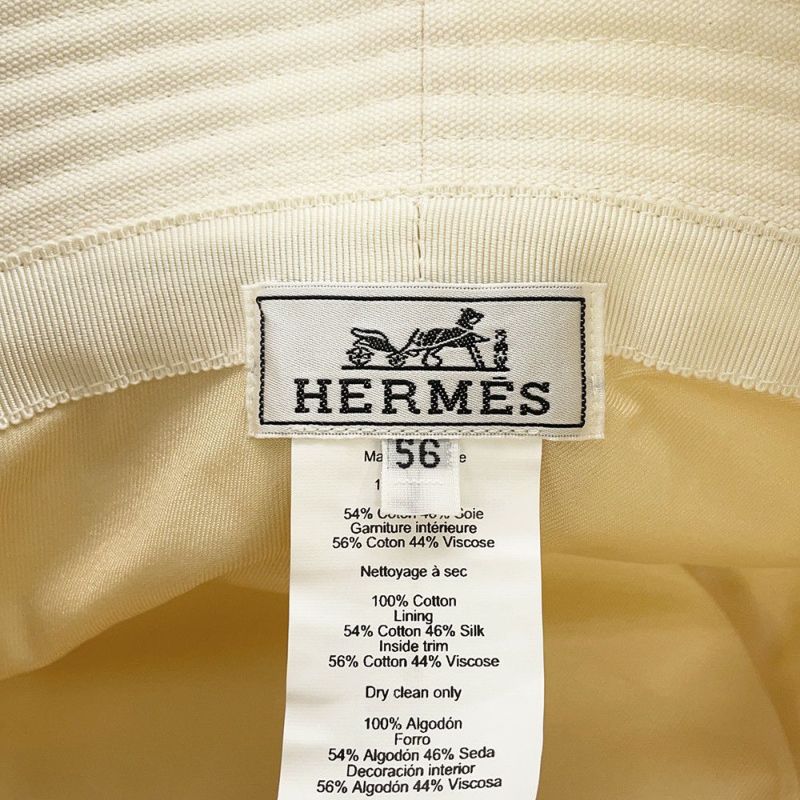 HERMÈS
56
Ma e
1
54% Coton 46% Soie
Garniture intérieure
56% Coton 44% Viscose
Nettoyage à sec
100% Cotton
Lining
54% Cotton 46% Silk
Inside trim
56% Cotton 44% Viscose
Dry clean only
100% Algodón
Forro
54% Algodón 46% Seda
Decoración interior
56% Algodón 44% Viscosa